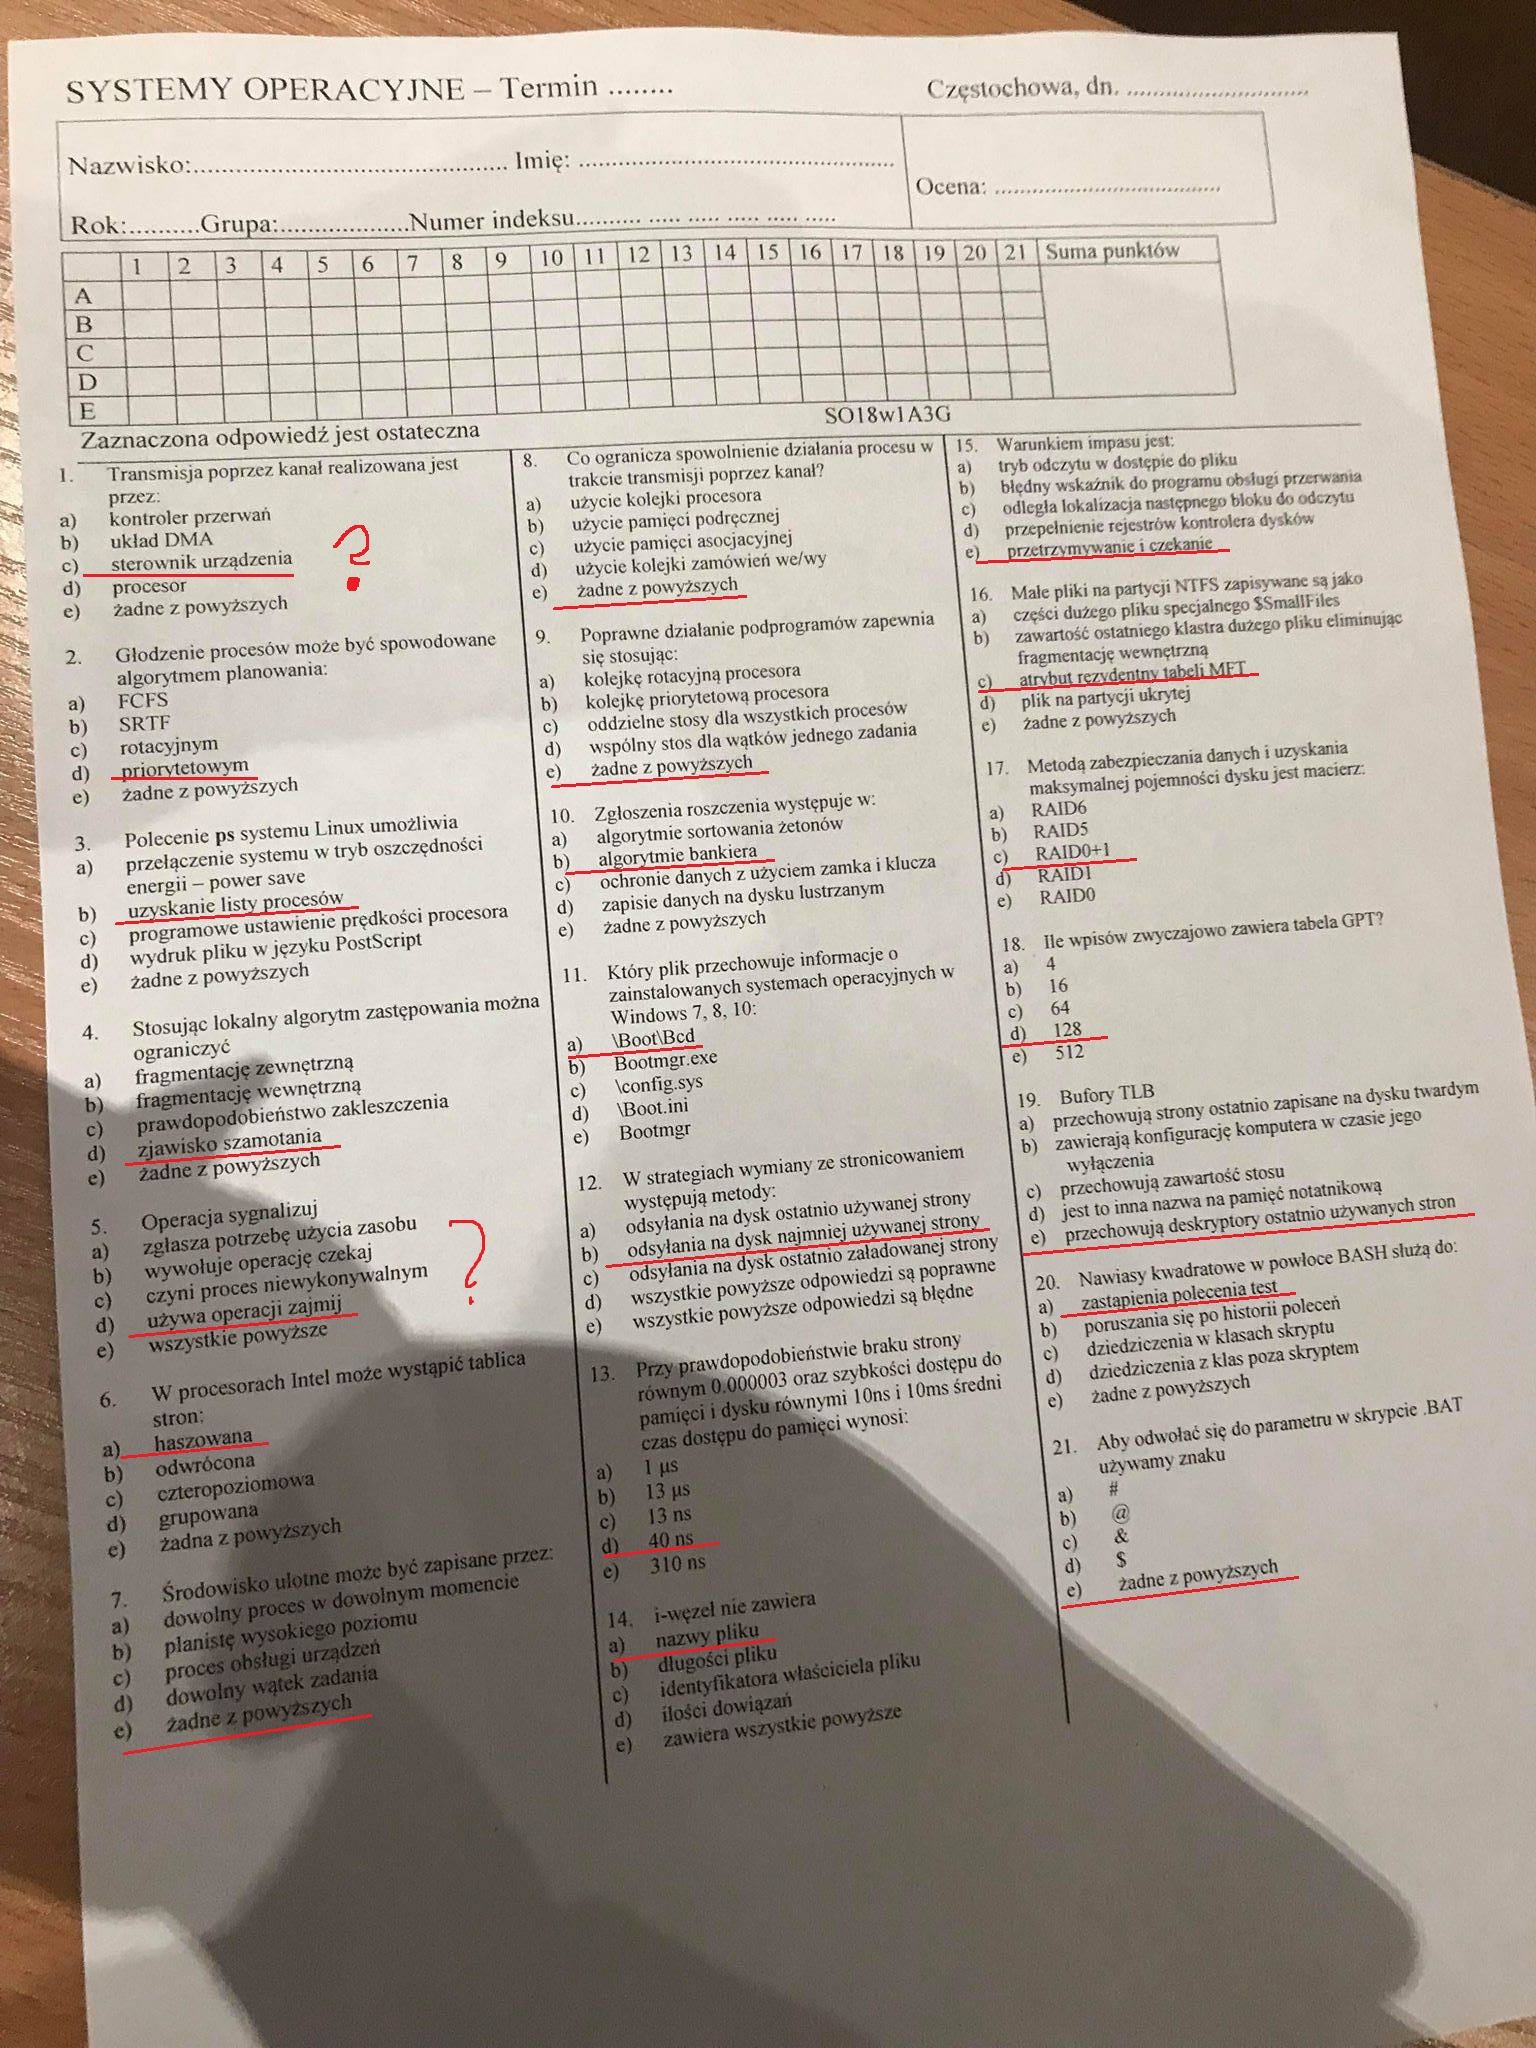 SYSTEMY OPERACYJNE – Termin ........
Częstochowa, dn. ............................
Nazwisko:.......................................... Imię: ..........................................
Ocena: ....................................
Rok:..........Grupa:...................Numer indeksu.......... ..... ..... ..... ..... .....
1 2 3 4 5 6 7 8 9 10 11 12 13 14 15 16 17 18 19 20 21 Suma punktów
A
B
C
D
E
SO18w1A3G
Zaznaczona odpowiedź jest ostateczna
1. Transmisja poprzez kanał realizowana jest
przez:
a) kontroler przerwań
b) układ DMA
c) sterownik urządzenia
?
d) procesor
e) żadne z powyższych
2. Głodzenie procesów może być spowodowane
algorytmem planowania:
a) FCFS
b) SRTF
c) rotacyjnym
d) priorytetowym
e) żadne z powyższych
3. Polecenie ps systemu Linux umożliwia
a) przełączenie systemu w tryb oszczędności
energii – power save
b) uzyskanie listy procesów
c) programowe ustawienie prędkości procesora
d) wydruk pliku w języku PostScript
e) żadne z powyższych
4. Stosując lokalny algorytm zastępowania można
ograniczyć
a) fragmentację zewnętrzną
b) fragmentację wewnętrzną
c) prawdopodobieństwo zakleszczenia
d) zjawisko szamotania
e) żadne z powyższych
5. Operacja sygnalizuj
a) zgłasza potrzebę użycia zasobu
b) wywołuje operację czekaj
c) czyni proces niewykonywalnym
?
d) używa operacji zajmij
e) wszystkie powyższe
6. W procesorach Intel może wystąpić tablica
stron:
a) haszowana
b) odwrócona
c) czteropoziomowa
d) grupowana
e) żadna z powyższych
7. Środowisko ulotne może być zapisane przez:
a) dowolny proces w dowolnym momencie
b) planistę wysokiego poziomu
c) proces obsługi urządzeń
d) dowolny wątek zadania
e) żadne z powyższych
8. Co ogranicza spowolnienie działania procesu w
trakcie transmisji poprzez kanał?
a) użycie kolejki procesora
b) użycie pamięci podręcznej
c) użycie pamięci asocjacyjnej
d) użycie kolejki zamówień we/wy
e) żadne z powyższych
9. Poprawne działanie podprogramów zapewnia
się stosując:
a) kolejkę rotacyjną procesora
b) kolejkę priorytetową procesora
c) oddzielne stosy dla wszystkich procesów
d) wspólny stos dla wątków jednego zadania
e) żadne z powyższych
10. Zgłoszenia roszczenia występuje w:
a) algorytmie sortowania żetonów
b) algorytmie bankiera
c) ochronie danych z użyciem zamka i klucza
d) zapisie danych na dysku lustrzanym
e) żadne z powyższych
11. Który plik przechowuje informacje o
zainstalowanych systemach operacyjnych w
Windows 7, 8, 10:
a) \Boot\Bcd
b) Bootmgr.exe
c) \config.sys
d) \Boot.ini
e) Bootmgr
12. W strategiach wymiany ze stronicowaniem
występują metody:
a) odsyłania na dysk ostatnio używanej strony
b) odsyłania na dysk najmniej używanej strony
c) odsyłania na dysk ostatnio załadowanej strony
d) wszystkie powyższe odpowiedzi są poprawne
e) wszystkie powyższe odpowiedzi są błędne
13. Przy prawdopodobieństwie braku strony
równym 0.000003 oraz szybkości dostępu do
pamięci i dysku równymi 10ns i 10ms średni
czas dostępu do pamięci wynosi:
a) 1 µs
b) 13 µs
c) 13 ns
d) 40 ns
e) 310 ns
14. i-węzeł nie zawiera
a) nazwy pliku
b) długości pliku
c) identyfikatora właściciela pliku
d) ilości dowiązań
e) zawiera wszystkie powyższe
15. Warunkiem impasu jest:
a) tryb odczytu w dostępie do pliku
b) błędny wskaźnik do programu obsługi przerwania
c) odległa lokalizacja następnego bloku do odczytu
d) przepełnienie rejestrów kontrolera dysków
e) przetrzymywanie i czekanie
16. Małe pliki na partycji NTFS zapisywane są jako
a) części dużego pliku specjalnego $SmallFiles
b) zawartość ostatniego klastra dużego pliku eliminując
fragmentację wewnętrzną
c) atrybut rezydentny tabeli MFT
d) plik na partycji ukrytej
e) żadne z powyższych
17. Metodą zabezpieczania danych i uzyskania
maksymalnej pojemności dysku jest macierz:
a) RAID6
b) RAID5
c) RAID0+1
d) RAID1
e) RAID0
18. Ile wpisów zwyczajowo zawiera tabela GPT?
a) 4
b) 16
c) 64
d) 128
e) 512
19. Bufory TLB
a) przechowują strony ostatnio zapisane na dysku twardym
b) zawierają konfigurację komputera w czasie jego
wyłączenia
c) przechowują zawartość stosu
d) jest to inna nazwa na pamięć notatnikową
e) przechowują deskryptory ostatnio używanych stron
20. Nawiasy kwadratowe w powłoce BASH służą do:
a) zastąpienia polecenia test
b) poruszania się po historii poleceń
c) dziedziczenia w klasach skryptu
d) dziedziczenia z klas poza skryptem
e) żadne z powyższych
21. Aby odwołać się do parametru w skrypcie .BAT
używamy znaku
a) #
b) @
c) &
d) $
e) żadne z powyższych